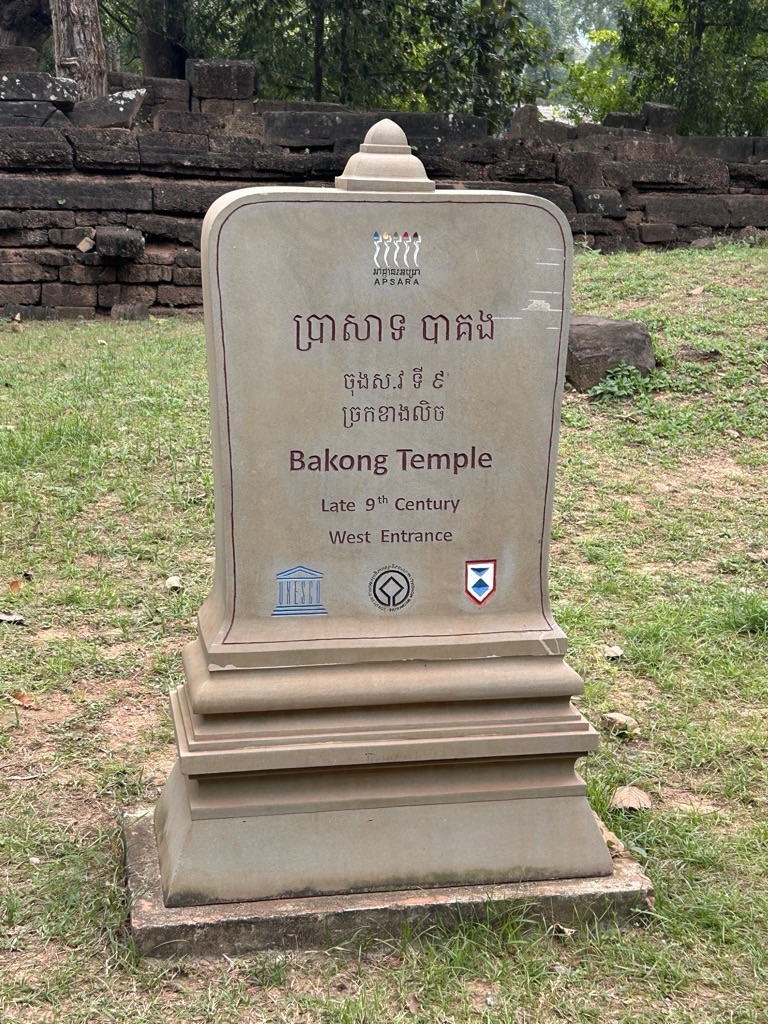 អាជ្ញាធរអប្សរា
APSARA
ប្រាសាទ បាគង
ចុងស.វ ទី ៩
ច្រកខាងលិច
Bakong Temple
Late 9th Century
West Entrance
UNESCO